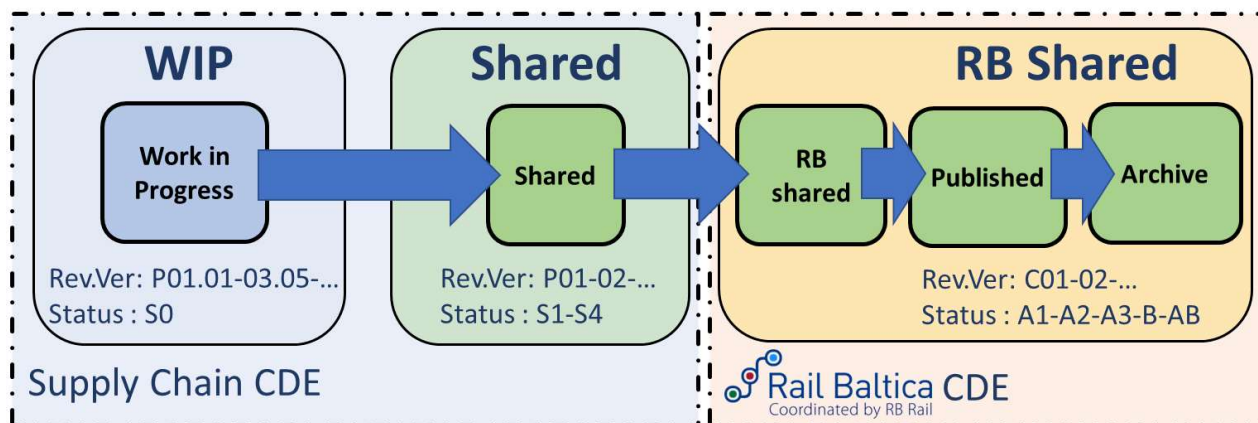 WIP
Work in
Progress
Rev.Ver: P01.01-03.05-...
Status : S0
Shared
Shared
Rev.Ver: P01-02-...
Status : S1-S4
Supply Chain CDE
RB Shared
RB
shared
Published
Archive
Rev.Ver: C01-02-...
Status : A1-A2-A3-B-AB
Rail Baltica CDE
Coordinated by RB Rail